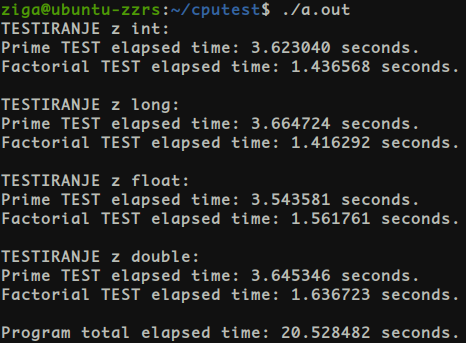 ziga@ubuntu-zzrs:~/cputest$ ./a.out
TESTIRANJE z int:
Prime TEST elapsed time: 3.623040 seconds.
Factorial TEST elapsed time: 1.436568 seconds.

TESTIRANJE z long:
Prime TEST elapsed time: 3.664724 seconds.
Factorial TEST elapsed time: 1.416292 seconds.

TESTIRANJE z float:
Prime TEST elapsed time: 3.543581 seconds.
Factorial TEST elapsed time: 1.561761 seconds.

TESTIRANJE z double:
Prime TEST elapsed time: 3.645346 seconds.
Factorial TEST elapsed time: 1.636723 seconds.

Program total elapsed time: 20.528482 seconds.